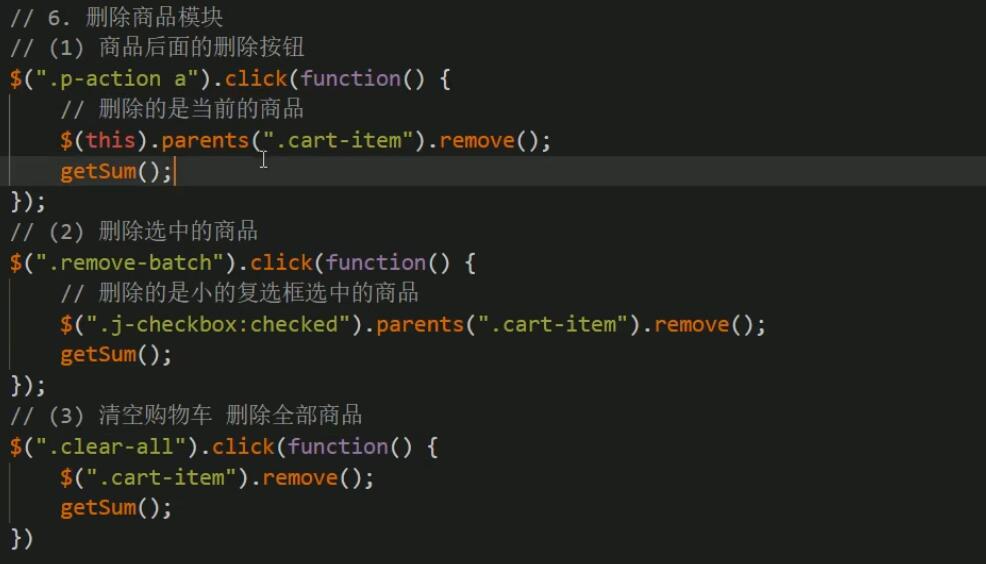 // 6. 删除商品模块
// (1) 商品后面的删除按钮
$(".p-action a").click(function() {
    // 删除的是当前的商品
    $(this).parents(".cart-item").remove();
    getSum();
});
// (2) 删除选中的商品
$(".remove-batch").click(function() {
    // 删除的是小的复选框选中的商品
    $(".j-checkbox:checked").parents(".cart-item").remove();
    getSum();
});
// (3) 清空购物车 删除全部商品
$(".clear-all").click(function() {
    $(".cart-item").remove();
    getSum();
})